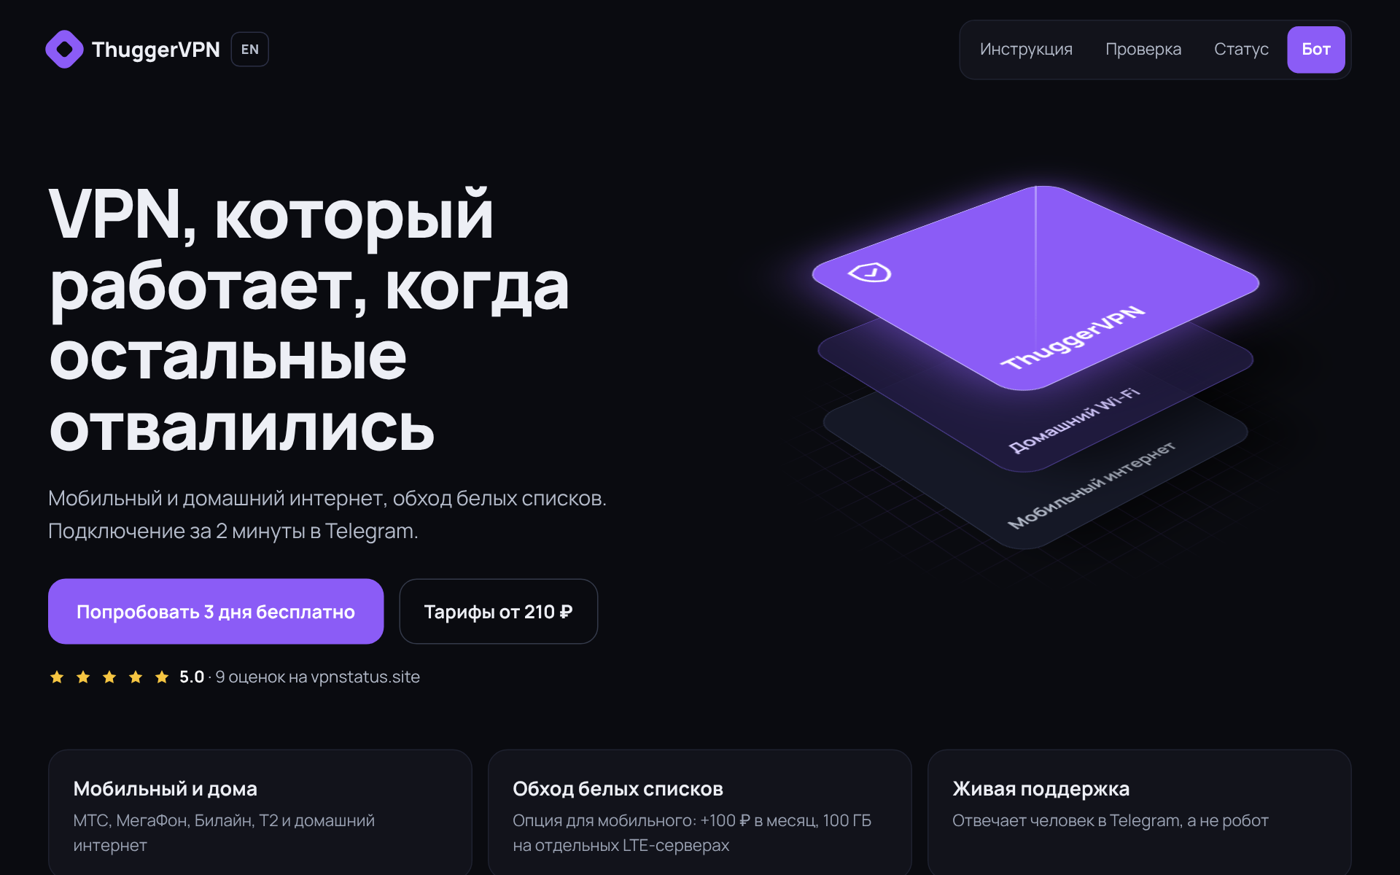 ThuggerVPN
EN
Инструкция
Проверка
Статус
Бот
VPN, который
работает, когда
остальные
отвалились
Мобильный и домашний интернет, обход белых списков.
Подключение за 2 минуты в Telegram.
Попробовать 3 дня бесплатно
Тарифы от 210 ₽
5.0 · 9 оценок на vpnstatus.site
ThuggerVPN
Домашний Wi-Fi
Мобильный интернет
Мобильный и дома
МТС, МегаФон, Билайн, Т2 и домашний
интернет
Обход белых списков
Опция для мобильного: +100 ₽ в месяц, 100 ГБ
на отдельных LTE-серверах
Живая поддержка
Отвечает человек в Telegram, а не робот